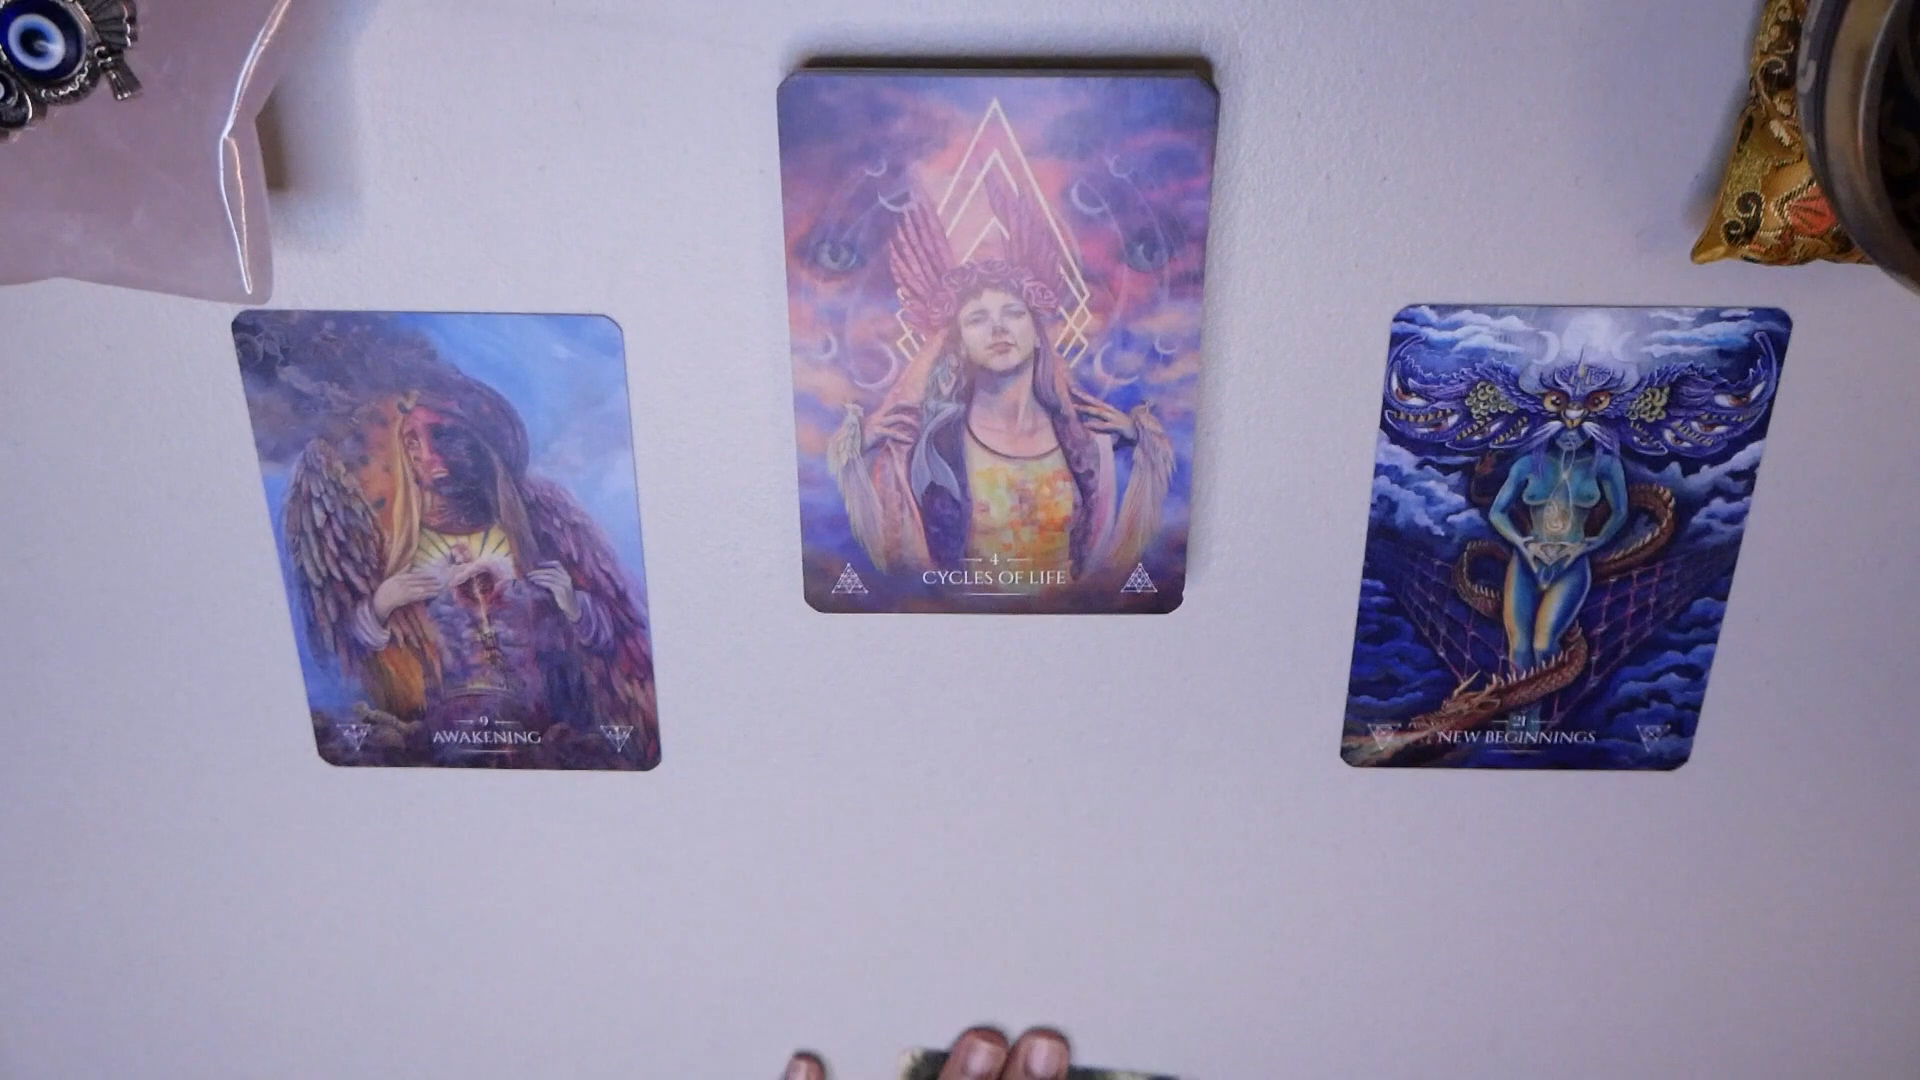 9
AWAKENING
4
CYCLES OF LIFE
21
NEW BEGINNINGS